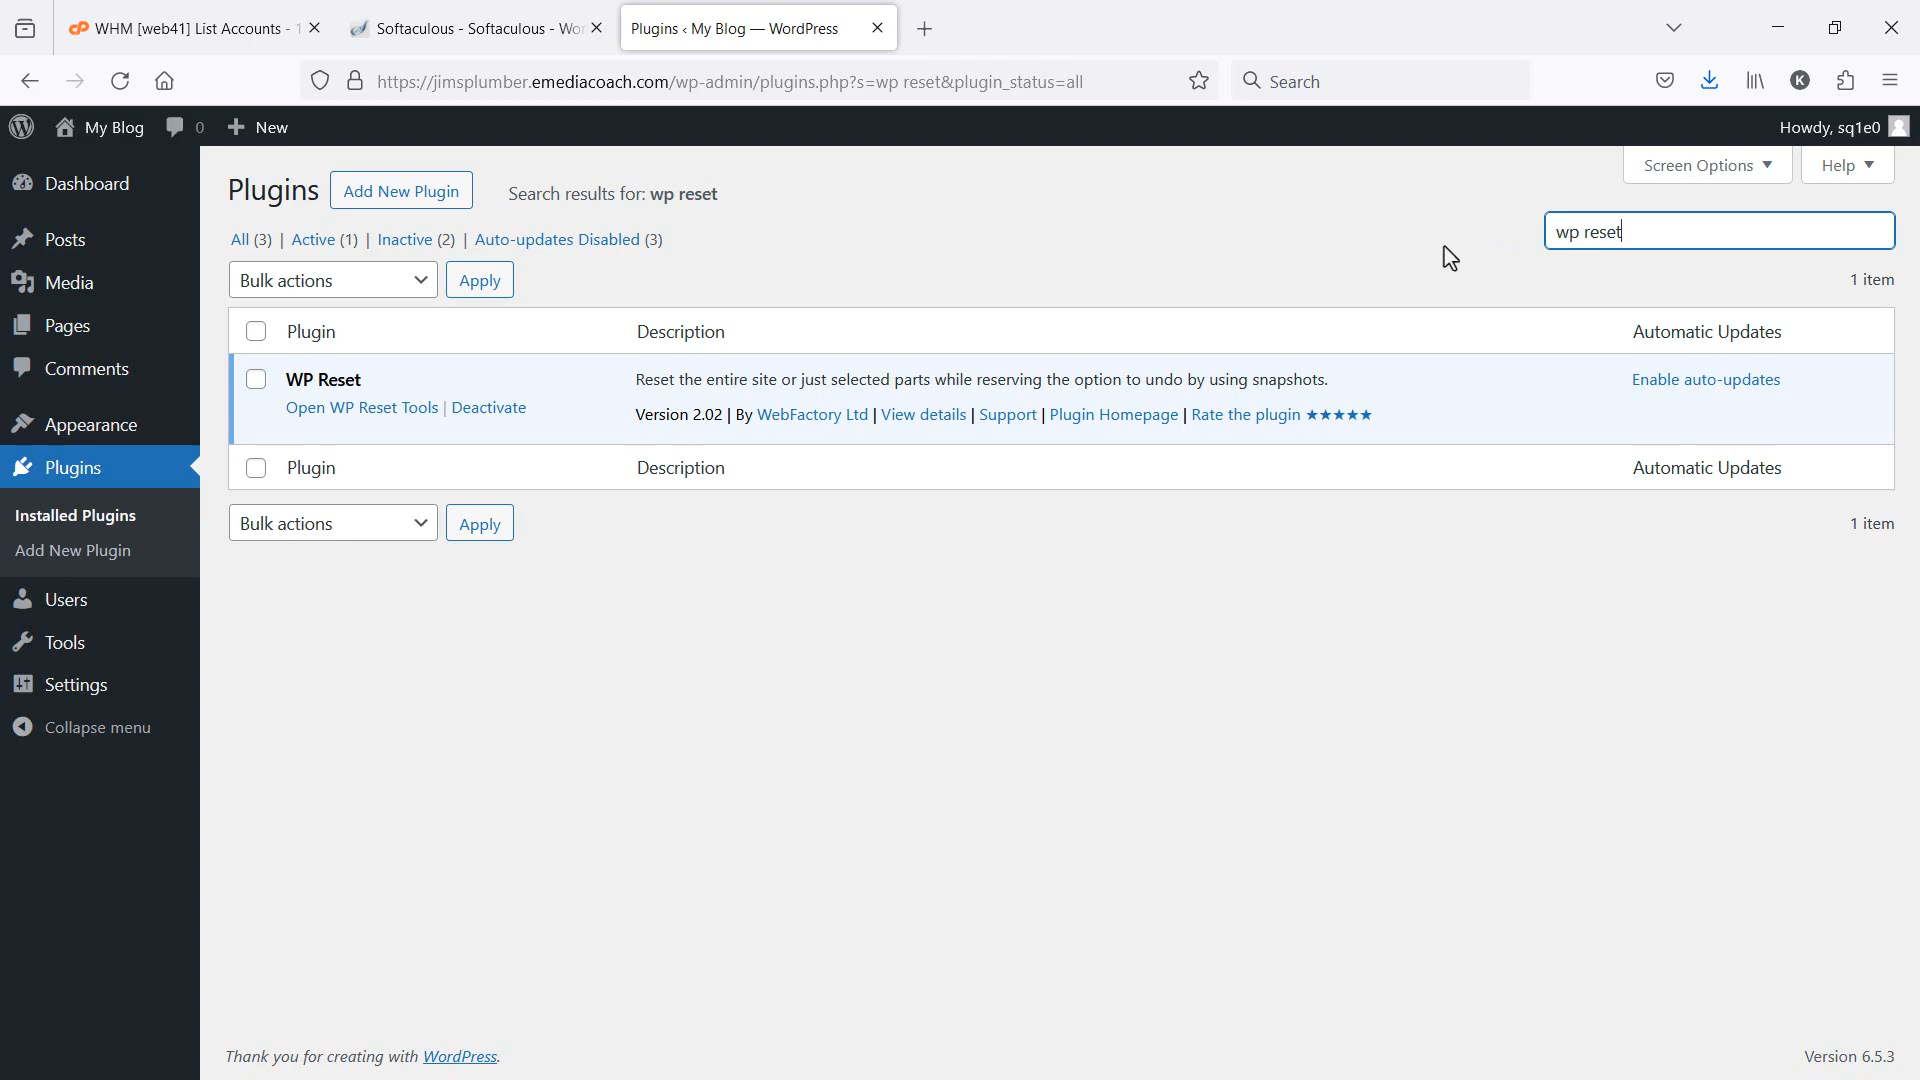 WHM [web41] List Accounts - 1
Softaculous - Softaculous - Wor
Plugins ‹ My Blog — WordPress
https://jimsplumber.emediacoach.com/wp-admin/plugins.php?s=wp reset&plugin_status=all
Search
K
My Blog
0
New
Howdy, sq1e0
Dashboard
Posts
Media
Pages
Comments
Appearance
Plugins
Installed Plugins
Add New Plugin
Users
Tools
Settings
Collapse menu
Screen Options
Help
Plugins
Add New Plugin
Search results for: wp reset
All (3) | Active (1) | Inactive (2) | Auto-updates Disabled (3)
wp reset
Bulk actions
Apply
1 item
Plugin
Description
Automatic Updates
WP Reset
Reset the entire site or just selected parts while reserving the option to undo by using snapshots.
Enable auto-updates
Open WP Reset Tools | Deactivate
Version 2.02 | By WebFactory Ltd | View details | Support | Plugin Homepage | Rate the plugin ★★★★★
Plugin
Description
Automatic Updates
Bulk actions
Apply
1 item
Thank you for creating with WordPress.
Version 6.5.3